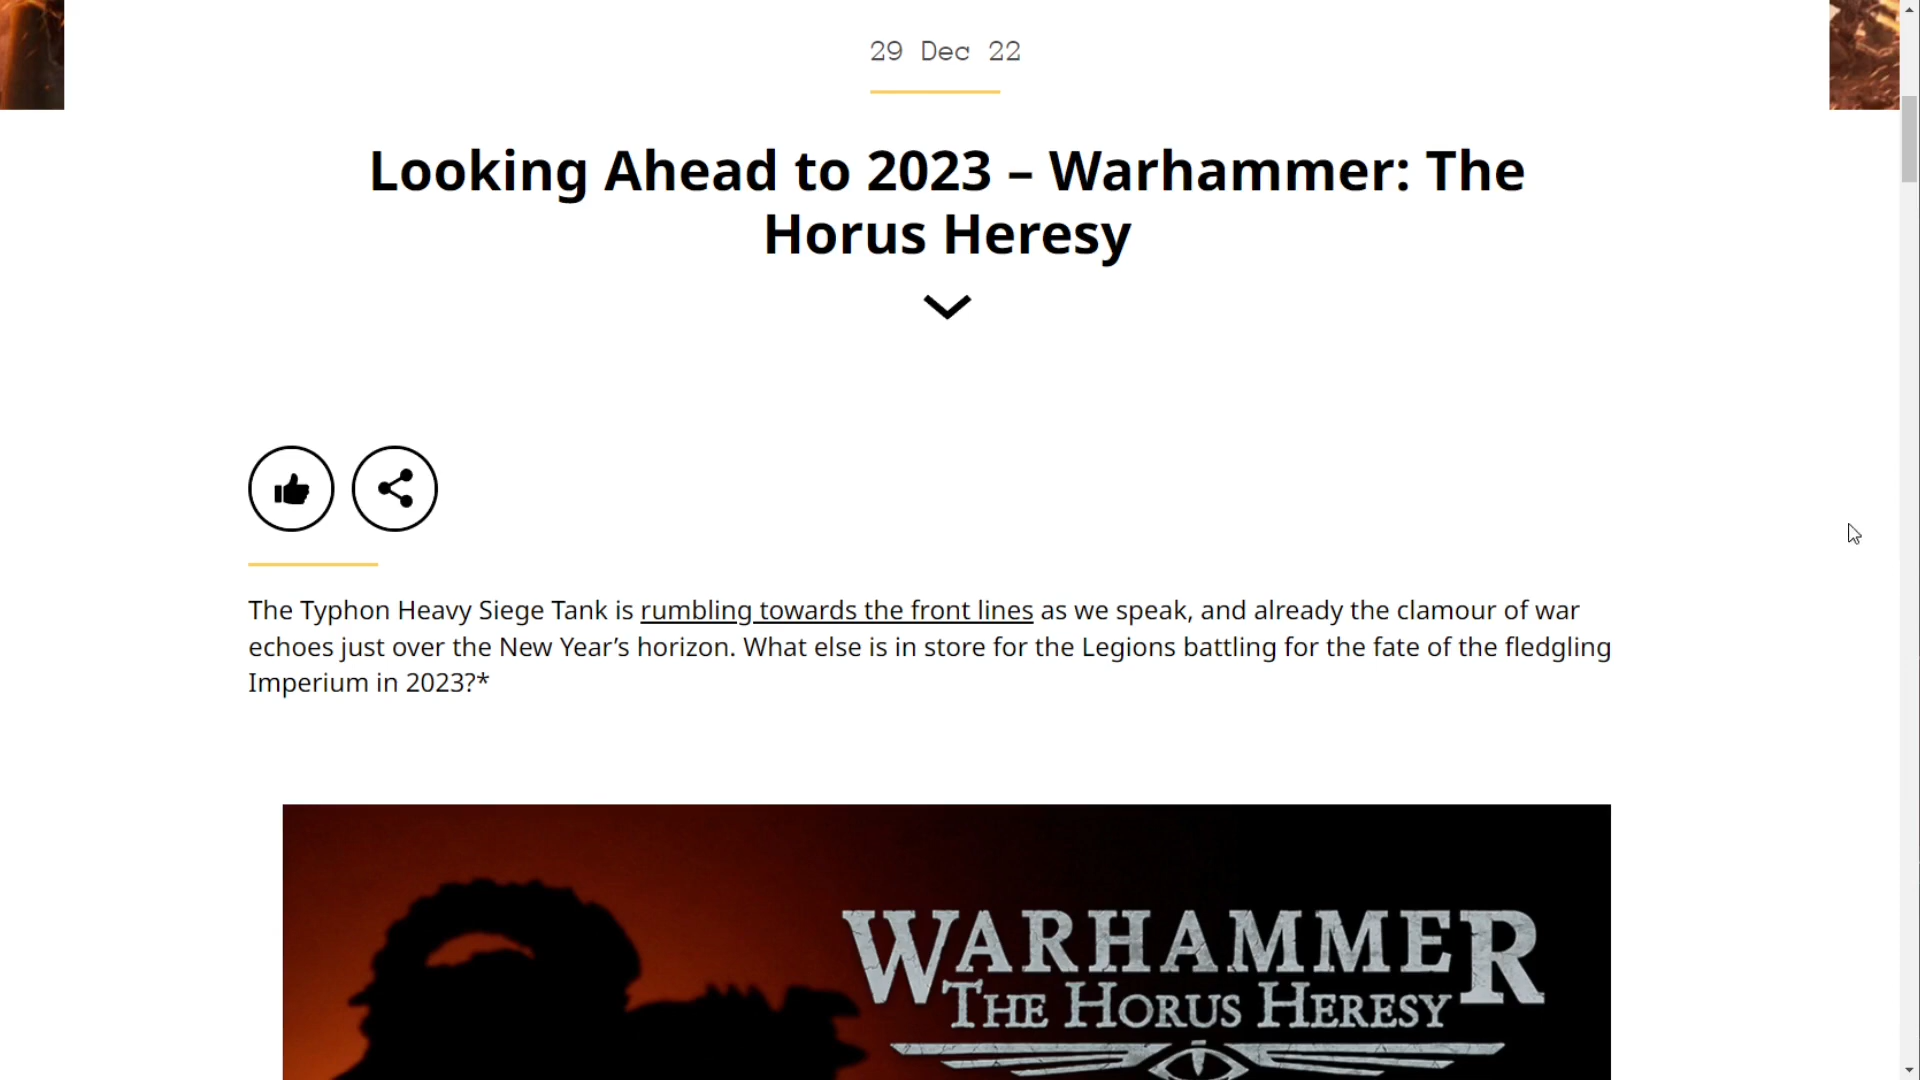 29 Dec 22
Looking Ahead to 2023 – Warhammer: The
Horus Heresy
The Typhon Heavy Siege Tank is rumbling towards the front lines as we speak, and already the clamour of war
echoes just over the New Year’s horizon. What else is in store for the Legions battling for the fate of the fledgling
Imperium in 2023?*
WARHAMMER
THE HORUS HERESY